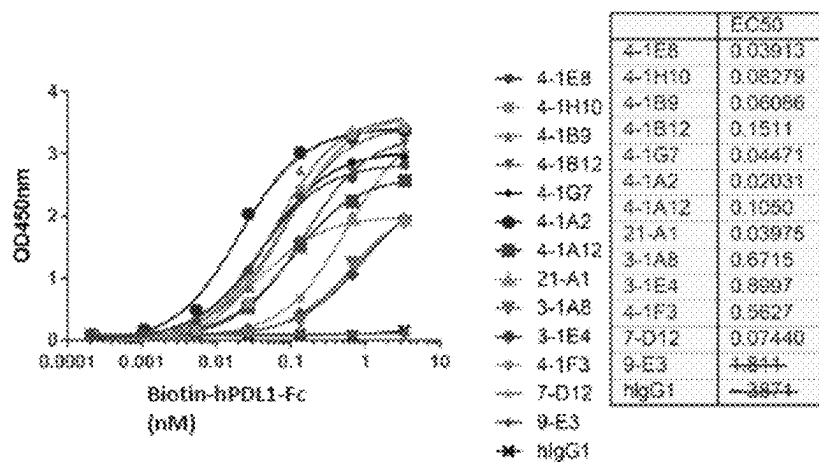 EC50
4-1E8 0.03913
4-1H10 0.08279
4-1B9 0.06086
4-1B12 0.1511
4-1G7 0.04471
4-1A2 0.02031
4-1A12 0.1050
21-A1 0.03975
3-1A8 0.6715
3-1E4 0.8997
4-1F3 0.5627
7-D12 0.07440
9-E3 1.811
hIgG1 ~3871
4
3
2
1
0
OD450nm
0.0001 0.001 0.01 0.1 1 10
Biotin-hPDL1-Fc
(nM)
4-1E8
4-1H10
4-1B9
4-1B12
4-1G7
4-1A2
4-1A12
21-A1
3-1A8
3-1E4
4-1F3
7-D12
9-E3
hIgG1